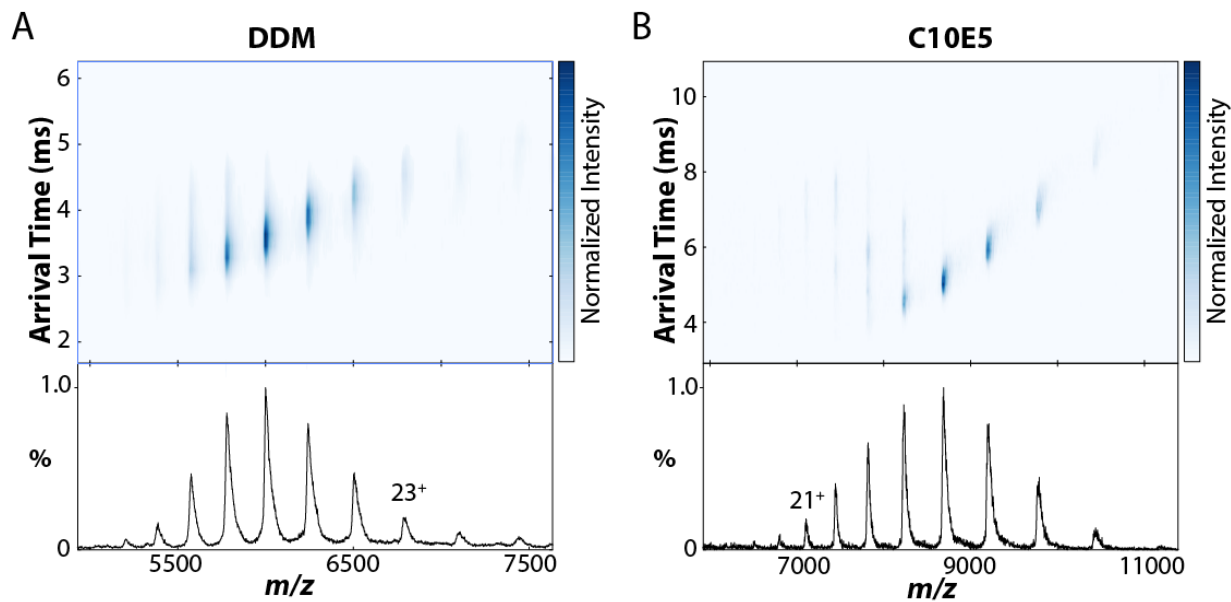 A
DDM
6
5
4
3
2
Arrival Time (ms)
Normalized Intensity
1.0
%
0
23+
5500
6500
7500
m/z
B
C10E5
10
8
6
4
Arrival Time (ms)
Normalized Intensity
1.0
%
0
21+
7000
9000
11000
m/z